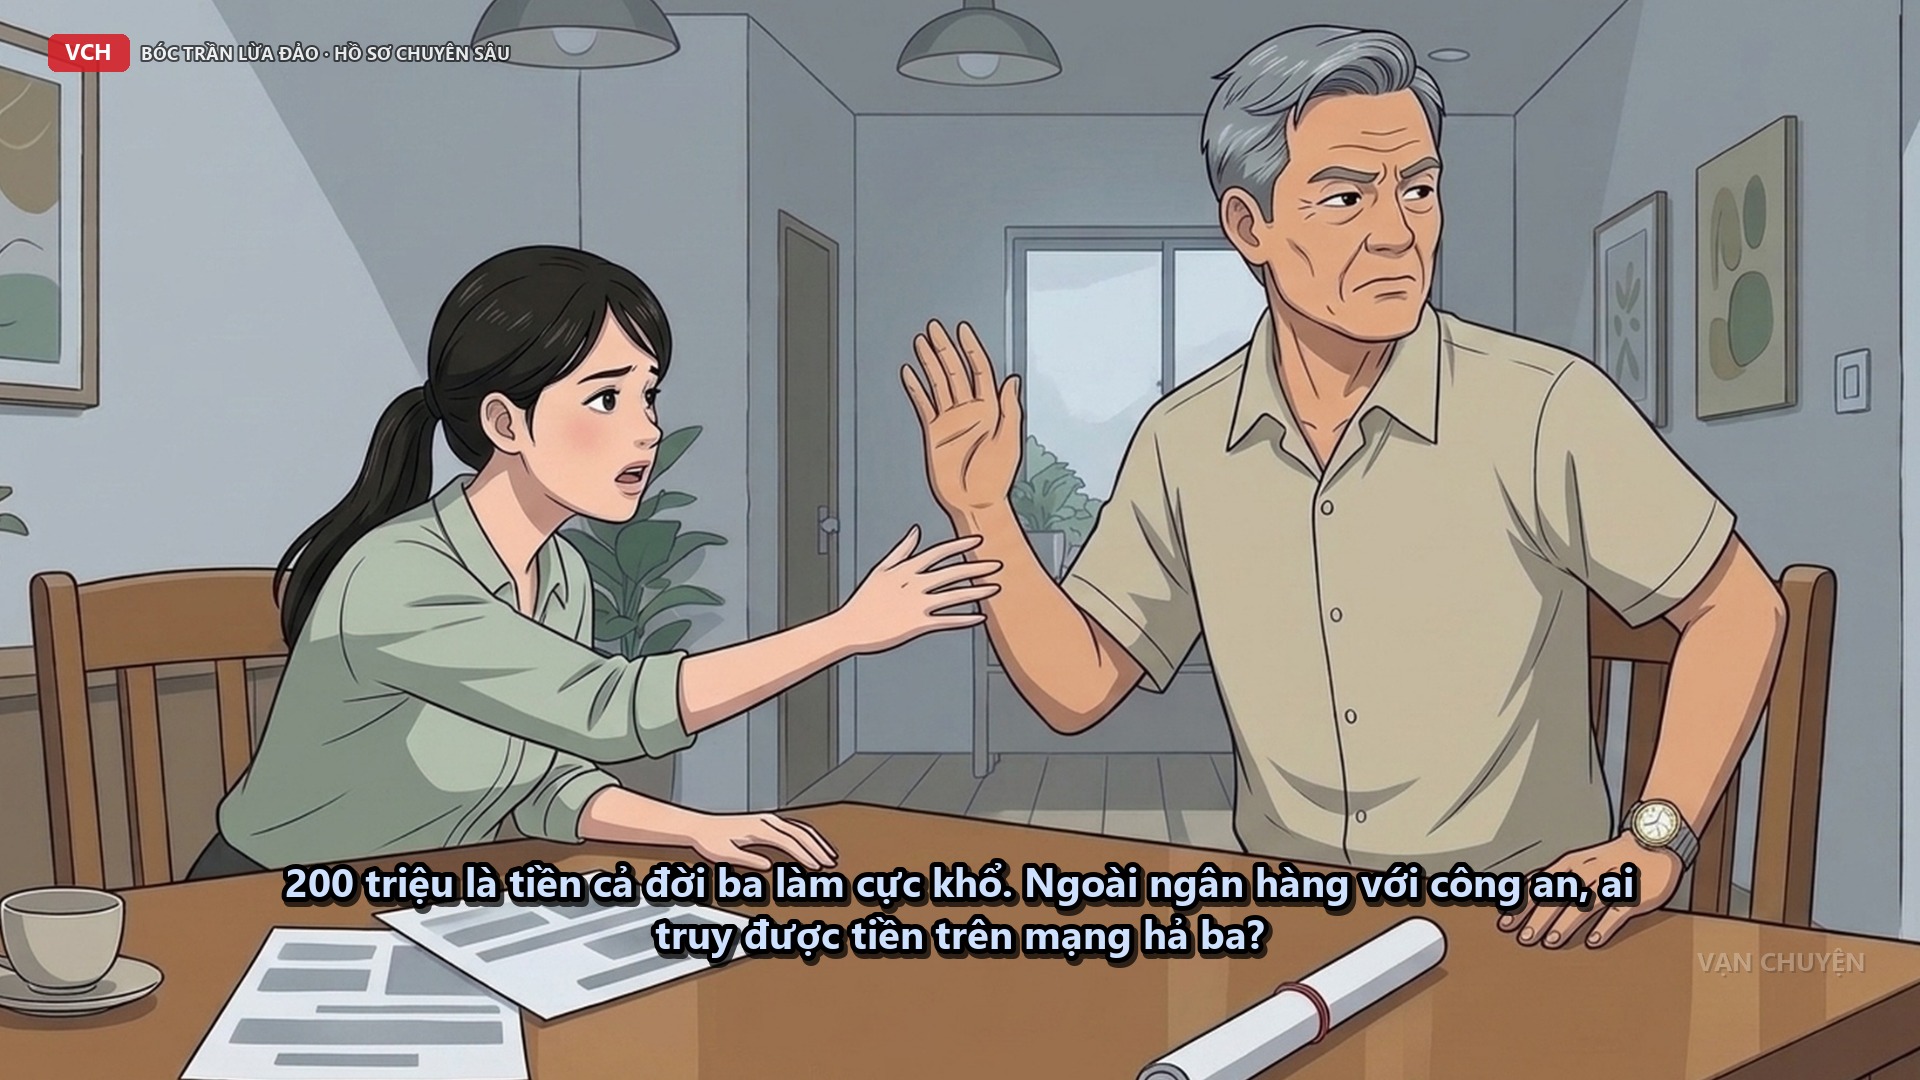 VCH BÓC TRẦN LỪA ĐẢO · HỒ SƠ CHUYÊN SÂU
200 triệu là tiền cả đời ba làm cực khổ. Ngoài ngân hàng với công an, ai
truy được tiền trên mạng hả ba?
VẠN CHUYỆN